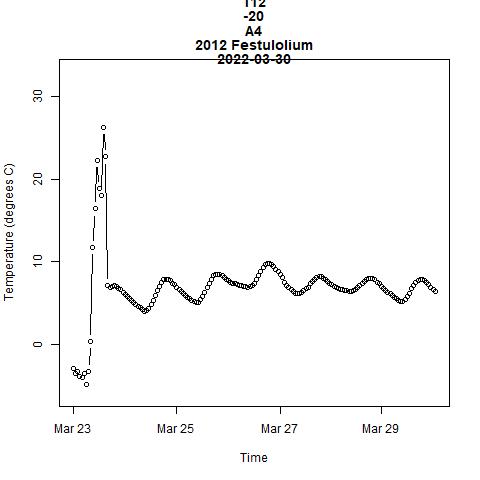 T12
-20
A4
2012 Festulolium
2022-03-30
Temperature (degrees C)
30
20
10
0
Mar 23 Mar 25 Mar 27 Mar 29
Time